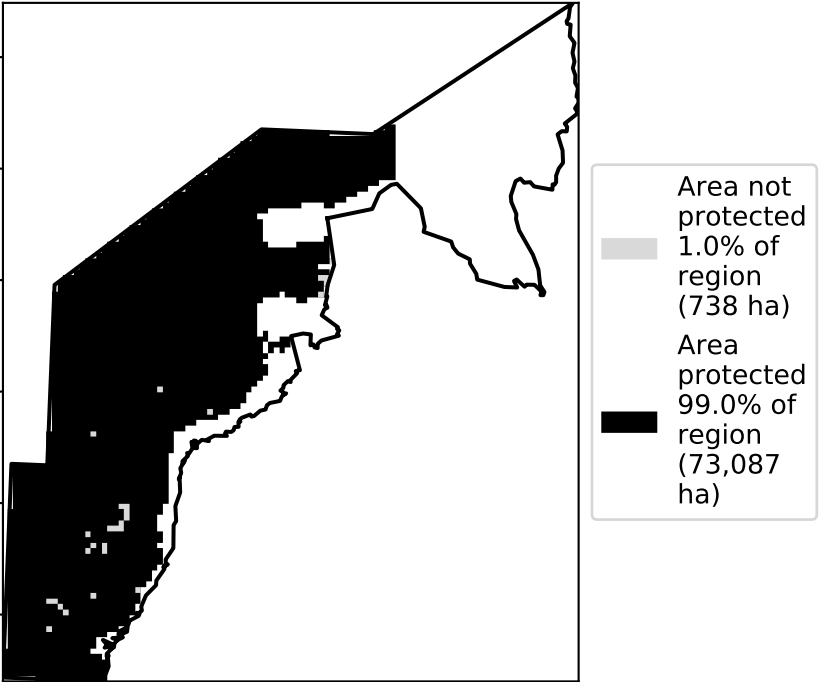 Area not
protected
1.0% of
region
(738 ha)
Area
protected
99.0% of
region
(73,087
ha)